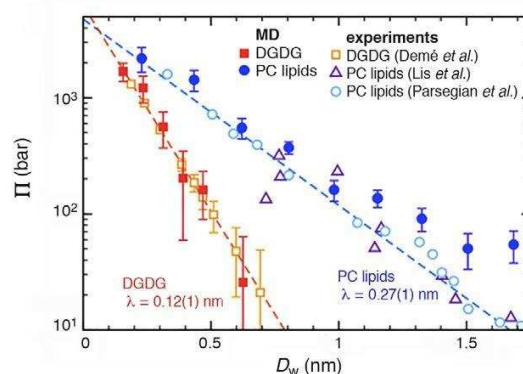 MD
DGDG
PC lipids
experiments
DGDG (Demé et al.)
PC lipids (Lis et al.)
PC lipids (Parsegian et al.)
10³
10²
10¹
Π (bar)
DGDG
λ = 0.12(1) nm
PC lipids
λ = 0.27(1) nm
0 0.5 1 1.5
D_w (nm)